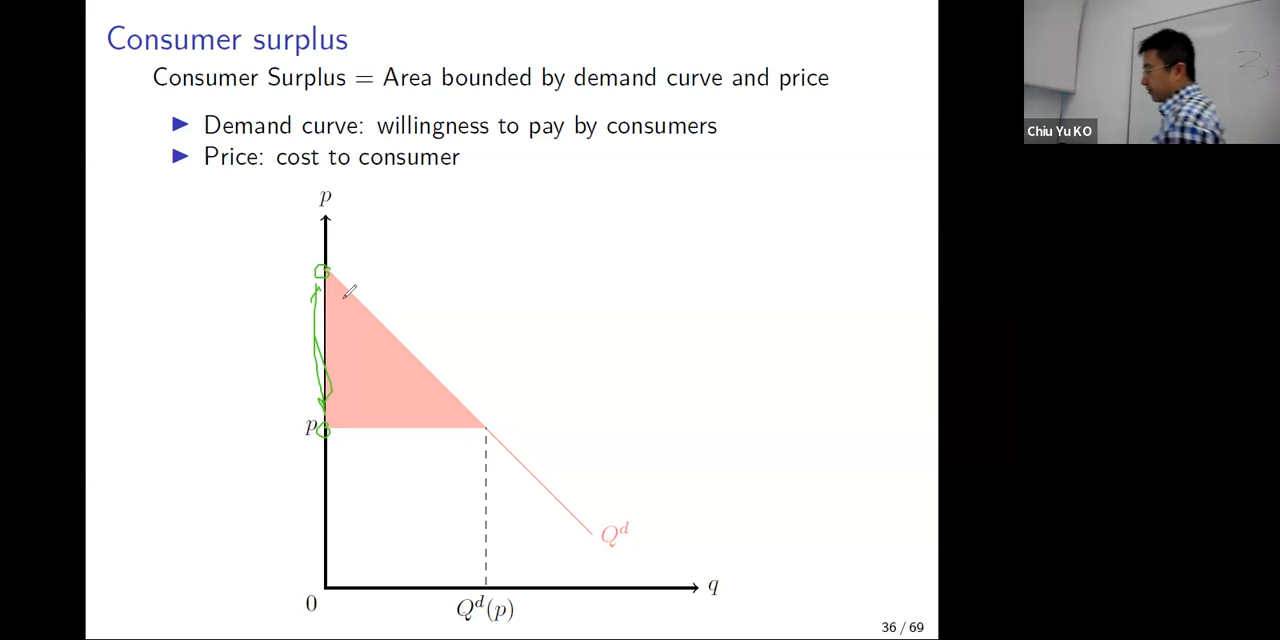 Consumer surplus
Consumer Surplus = Area bounded by demand curve and price
▶ Demand curve: willingness to pay by consumers
▶ Price: cost to consumer
p
p
Q^d
0
Q^d(p)
q
36 / 69
Chiu Yu KO